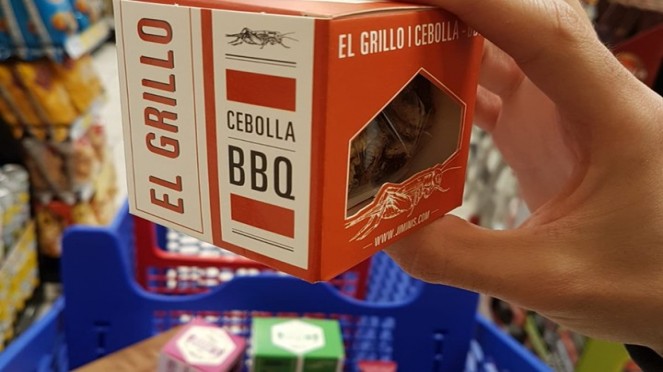 EL GRILLO
CEBOLLA
BBQ
EL GRILLO | CEBOLLA -
WWW.JIMINIS.COM